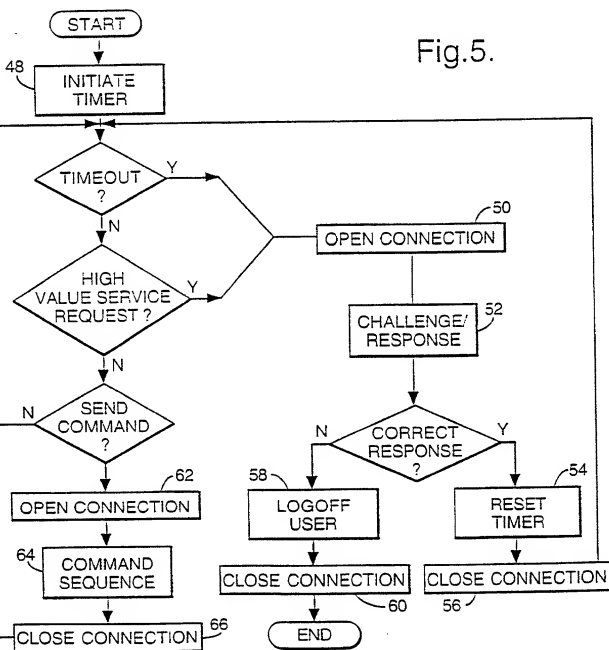 START
Fig.5.
48
INITIATE
TIMER
TIMEOUT
?
Y
N
50
OPEN CONNECTION
HIGH
VALUE SERVICE
REQUEST ?
Y
N
52
CHALLENGE/
RESPONSE
N
SEND
COMMAND
?
N
CORRECT
RESPONSE
?
Y
62
OPEN CONNECTION
58
LOGOFF
USER
54
RESET
TIMER
64
COMMAND
SEQUENCE
CLOSE CONNECTION
60
CLOSE CONNECTION
56
CLOSE CONNECTION
66
END